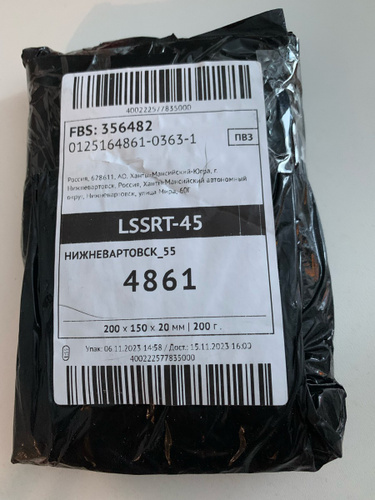 400222577835000
FBS: 356482
0125164861-0363-1
ПВЗ
Россия, 628611, АО. Ханты-Мансийский-Югра, г.
Нижневартовск, Россия, Ханты-Мансийский автономный
округ, Нижневартовск, улица Мира, 60Г
LSSRT-45
НИЖНЕВАРТОВСК_55
4861
200 x 150 x 20 мм | 200 г.
Упак: 06.11.2023 14:58 / Дост.: 15.11.2023 16:00
400222577835000